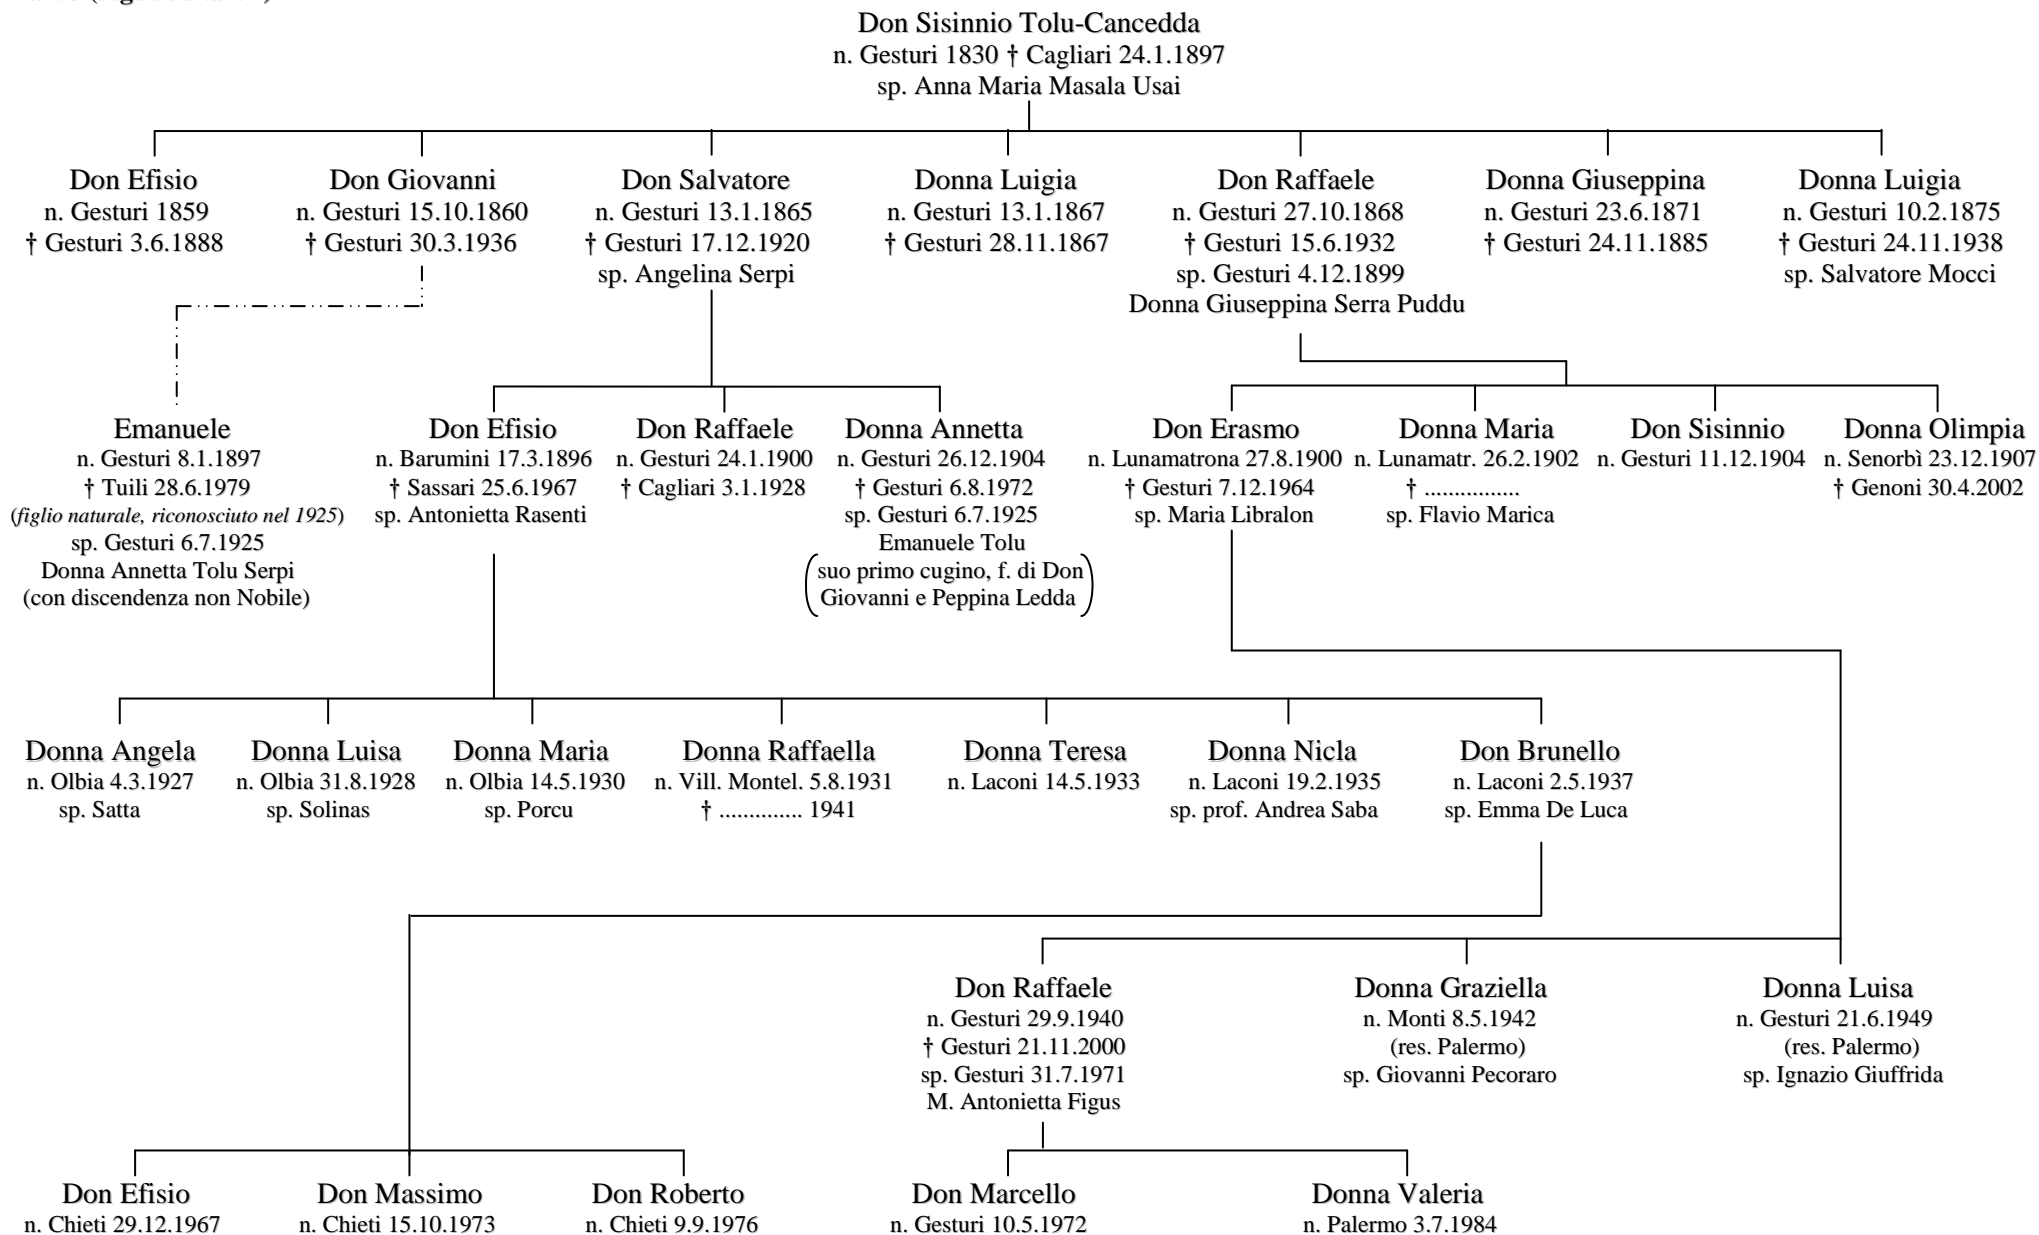 Don Sisinnio Tolu-Cancedda
n. Gesturi 1830 † Cagliari 24.1.1897
sp. Anna Maria Masala Usai
Don Efisio
n. Gesturi 1859
† Gesturi 3.6.1888
Don Giovanni
n. Gesturi 15.10.1860
† Gesturi 30.3.1936
Don Salvatore
n. Gesturi 13.1.1865
† Gesturi 17.12.1920
sp. Angelina Serpi
Donna Luigia
n. Gesturi 13.1.1867
† Gesturi 28.11.1867
Don Raffaele
n. Gesturi 27.10.1868
† Gesturi 15.6.1932
sp. Gesturi 4.12.1899
Donna Giuseppina Serra Puddu
Donna Giuseppina
n. Gesturi 23.6.1871
† Gesturi 24.11.1885
Donna Luigia
n. Gesturi 10.2.1875
† Gesturi 24.11.1938
sp. Salvatore Mocci
Emanuele
n. Gesturi 8.1.1897
† Tuili 28.6.1979
(figlio naturale, riconosciuto nel 1925)
sp. Gesturi 6.7.1925
Donna Annetta Tolu Serpi
(con discendenza non Nobile)
Don Efisio
n. Barumini 17.3.1896
† Sassari 25.6.1967
sp. Antonietta Rasenti
Don Raffaele
n. Gesturi 24.1.1900
† Cagliari 3.1.1928
Donna Annetta
n. Gesturi 26.12.1904
† Gesturi 6.8.1972
sp. Gesturi 6.7.1925
Emanuele Tolu
(suo primo cugino, f. di Don
Giovanni e Peppina Ledda)
Don Erasmo
n. Lunamatrona 27.8.1900
† Gesturi 7.12.1964
sp. Maria Libralon
Donna Maria
n. Lunamatr. 26.2.1902
† ...............
sp. Flavio Marica
Don Sisinnio
n. Gesturi 11.12.1904
Donna Olimpia
n. Senorbì 23.12.1907
† Genoni 30.4.2002
Donna Angela
n. Olbia 4.3.1927
sp. Satta
Donna Luisa
n. Olbia 31.8.1928
sp. Solinas
Donna Maria
n. Olbia 14.5.1930
sp. Porcu
Donna Raffaella
n. Vill. Montel. 5.8.1931
† .............. 1941
Donna Teresa
n. Laconi 14.5.1933
Donna Nicla
n. Laconi 19.2.1935
sp. prof. Andrea Saba
Don Brunello
n. Laconi 2.5.1937
sp. Emma De Luca
Don Raffaele
n. Gesturi 29.9.1940
† Gesturi 21.11.2000
sp. Gesturi 31.7.1971
M. Antonietta Figus
Donna Graziella
n. Monti 8.5.1942
(res. Palermo)
sp. Giovanni Pecoraro
Donna Luisa
n. Gesturi 21.6.1949
(res. Palermo)
sp. Ignazio Giuffrida
Don Efisio
n. Chieti 29.12.1967
Don Massimo
n. Chieti 15.10.1973
Don Roberto
n. Chieti 9.9.1976
Don Marcello
n. Gesturi 10.5.1972
Donna Valeria
n. Palermo 3.7.1984